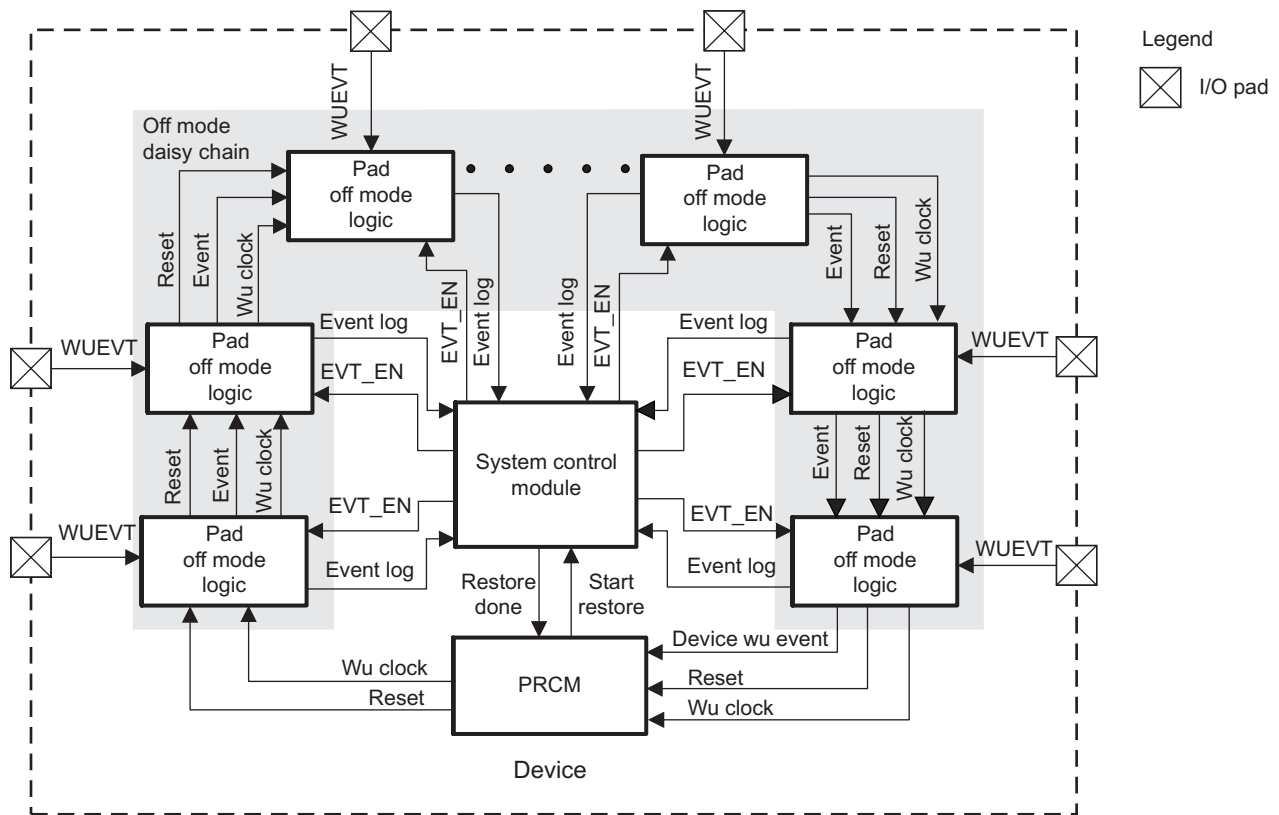 Legend
I/O pad
WUEVT
WUEVT
Off mode
daisy chain
Pad
off mode
logic
Pad
off mode
logic
Reset
Event
Wu clock
EVT_EN
Event log
Event log
EVT_EN
Event
Reset
Wu clock
WUEVT
Pad
off mode
logic
Event log
EVT_EN
Event log
EVT_EN
Pad
off mode
logic
WUEVT
Reset
Event
Wu clock
System control
module
Event
Reset
Wu clock
WUEVT
Pad
off mode
logic
EVT_EN
Event log
EVT_EN
Event log
Pad
off mode
logic
WUEVT
Restore
done
Start
restore
Wu clock
Reset
PRCM
Device wu event
Reset
Wu clock
Device